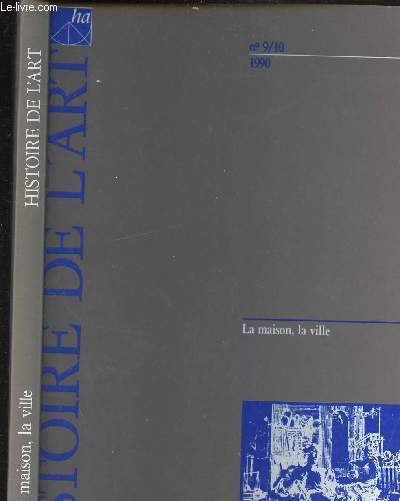 Le-livre.com
ha
n° 9/10
1990
La maison, la ville
HISTOIRE DE L'ART
maison, la ville
STOIRE DE L'ART